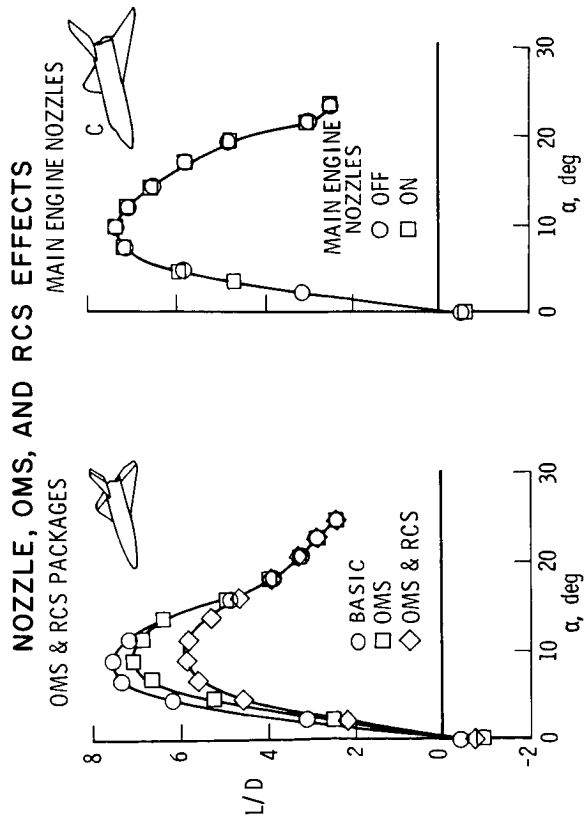 NOZZLE, OMS, AND RCS EFFECTS
OMS & RCS PACKAGES
8
6
4
2
0
-2
L/D
0
10
20
30
α, deg
BASIC
OMS
OMS & RCS
MAIN ENGINE NOZZLES
C
MAIN ENGINE
NOZZLES
OFF
ON
0
10
20
30
α, deg